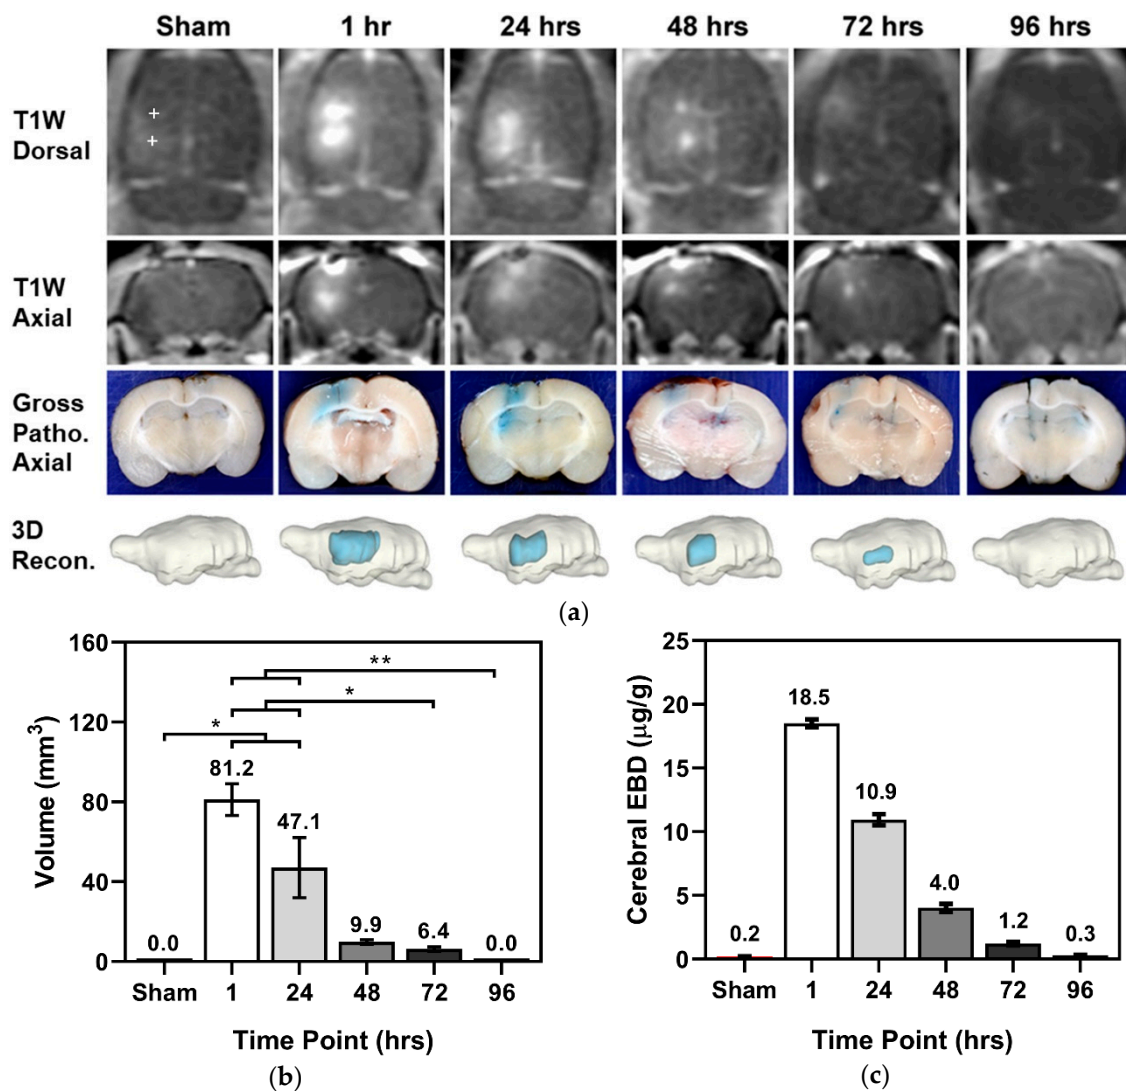 Sham 1 hr 24 hrs 48 hrs 72 hrs 96 hrs
T1W
Dorsal
T1W
Axial
Gross
Patho.
Axial
3D
Recon.
(a)
160
120
80
40
0
Volume (mm³)
**
*
*
81.2
47.1
9.9
6.4
0.0
0.0
Sham 1 24 48 72 96
Time Point (hrs)
(b)
25
20
15
10
5
0
Cerebral EBD (μg/g)
18.5
10.9
4.0
1.2
0.2
0.3
Sham 1 24 48 72 96
Time Point (hrs)
(c)